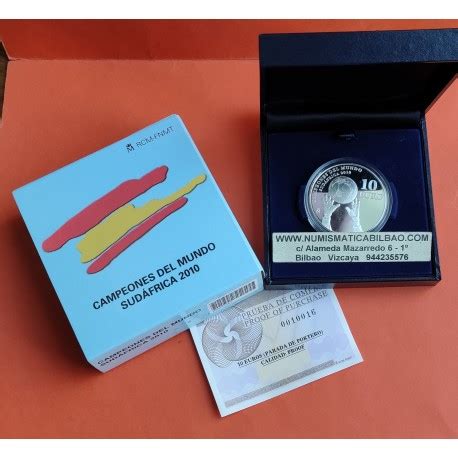 RCM-FNMT
CAMPEONES DEL MUNDO
SUDÁFRICA 2010
CAMPEONES DEL MUNDO
10
WWW.NUMISMATICABILBAO.COM
c/ Alameda Mazarredo 6 - 1º
Bilbao Vizcaya 944235576
PRUEBA DE COMPRA
PROOF OF PURCHASE
0010016
10 EUROS (PARADA DE PORTERO)
CALIDAD: PROOF